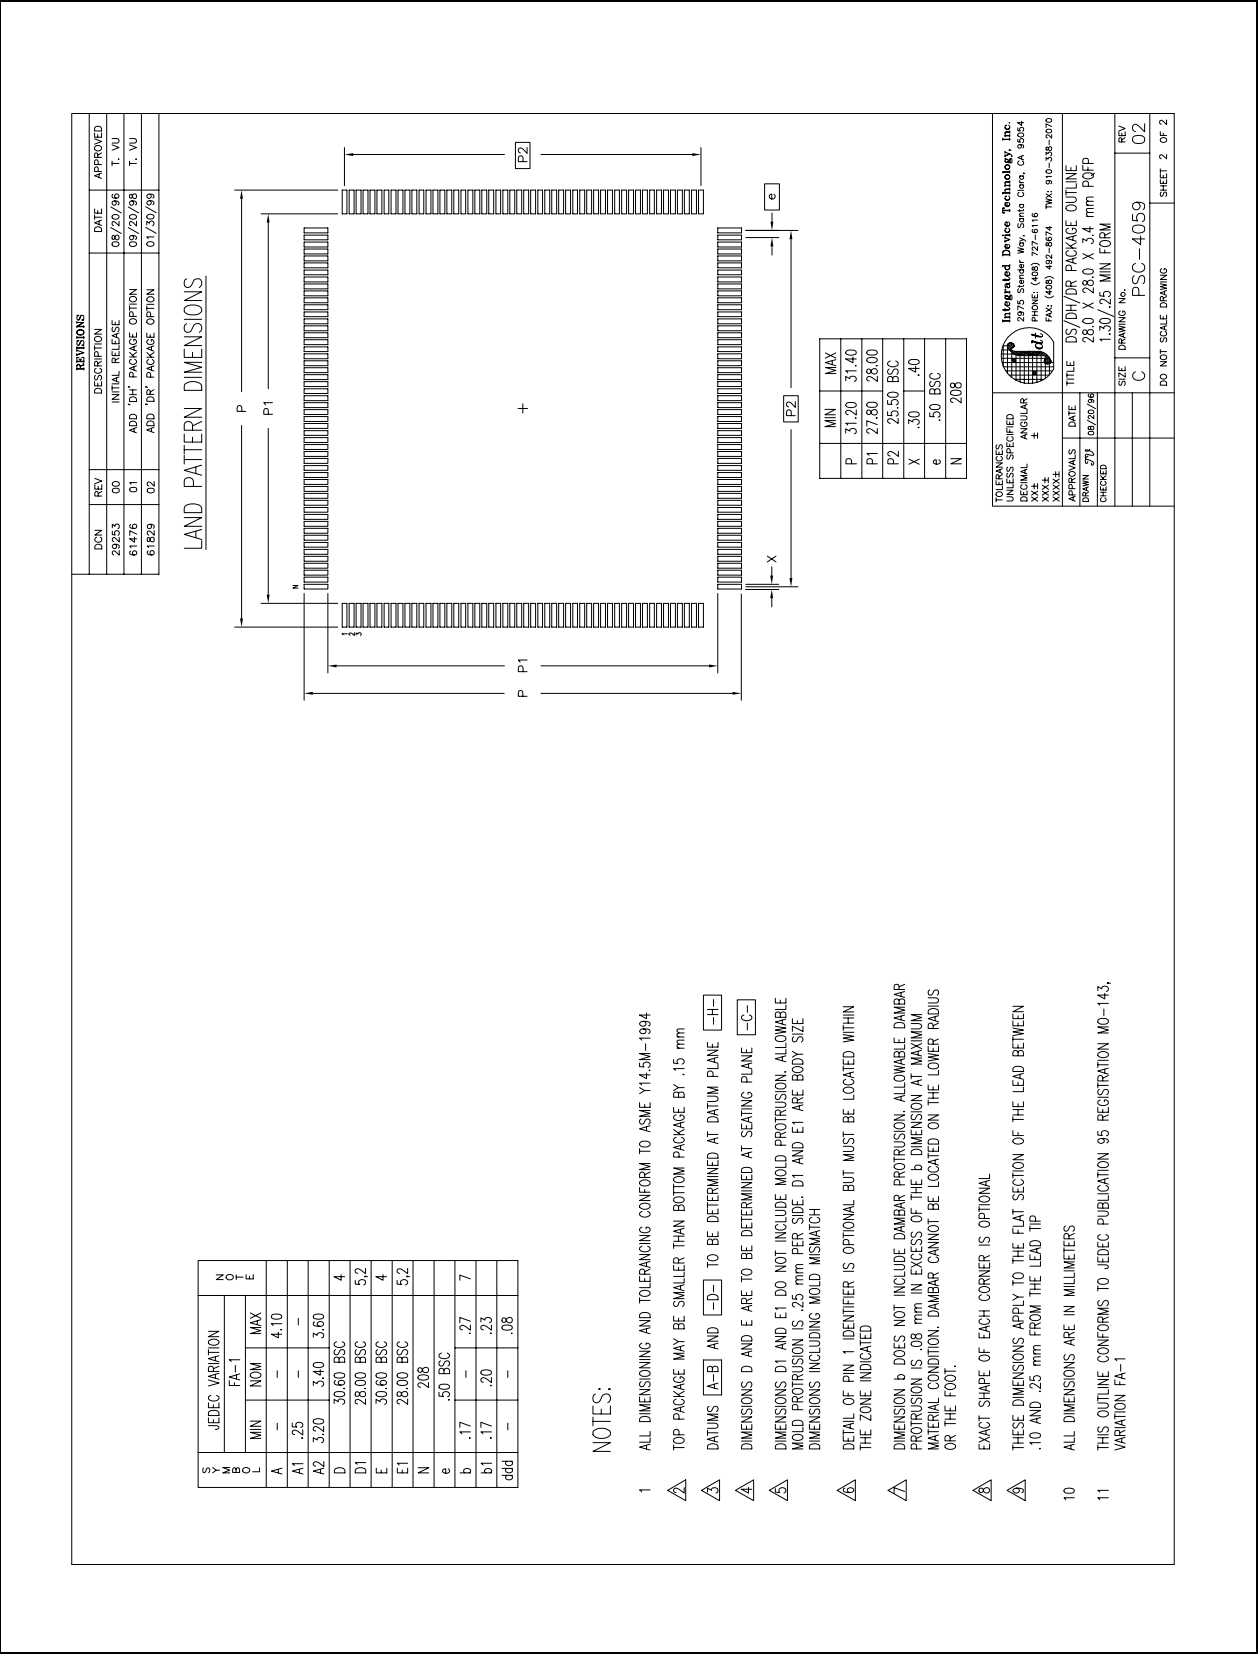 REVISIONS
DCN REV DESCRIPTION DATE APPROVED
29253 00 INITIAL RELEASE 08/20/96 T. VU
61476 01 ADD "DH" PACKAGE OPTION 09/20/98 T. VU
61829 02 ADD "DR" PACKAGE OPTION 01/30/99
LAND PATTERN DIMENSIONS
P
P1
P2
N
1
2
3
P
P1
e
P2
X
MIN MAX
P 31.20 31.40
P1 27.80 28.00
P2 25.50 BSC
X .30 .40
e .50 BSC
N 208
SYMBOL JEDEC VARIATION NOTE
FA-1
MIN NOM MAX
A – – 4.10
A1 .25 – –
A2 3.20 3.40 3.60
D 30.60 BSC 4
D1 28.00 BSC 5,2
E 30.60 BSC 4
E1 28.00 BSC 5,2
N 208
e .50 BSC
b .17 – .27 7
b1 .17 .20 .23
ddd – – .08
NOTES:
1 ALL DIMENSIONING AND TOLERANCING CONFORM TO ASME Y14.5M-1994
2 TOP PACKAGE MAY BE SMALLER THAN BOTTOM PACKAGE BY .15 mm
3 DATUMS A-B AND -D- TO BE DETERMINED AT DATUM PLANE -H-
4 DIMENSIONS D AND E ARE TO BE DETERMINED AT SEATING PLANE -C-
5 DIMENSIONS D1 AND E1 DO NOT INCLUDE MOLD PROTRUSION. ALLOWABLE
MOLD PROTRUSION IS .25 mm PER SIDE. D1 AND E1 ARE BODY SIZE
DIMENSIONS INCLUDING MOLD MISMATCH
6 DETAIL OF PIN 1 IDENTIFIER IS OPTIONAL BUT MUST BE LOCATED WITHIN
THE ZONE INDICATED
7 DIMENSION b DOES NOT INCLUDE DAMBAR PROTRUSION. ALLOWABLE DAMBAR
PROTRUSION IS .08 mm IN EXCESS OF THE b DIMENSION AT MAXIMUM
MATERIAL CONDITION. DAMBAR CANNOT BE LOCATED ON THE LOWER RADIUS
OR THE FOOT.
8 EXACT SHAPE OF EACH CORNER IS OPTIONAL
9 THESE DIMENSIONS APPLY TO THE FLAT SECTION OF THE LEAD BETWEEN
.10 AND .25 mm FROM THE LEAD TIP
10 ALL DIMENSIONS ARE IN MILLIMETERS
11 THIS OUTLINE CONFORMS TO JEDEC PUBLICATION 95 REGISTRATION MO-143,
VARIATION FA-1
TOLERANCES
UNLESS SPECIFIED
DECIMAL ANGULAR
XX± ±
XXX±
XXXX±
APPROVALS DATE
DRAWN TV 08/20/96
CHECKED
idt
Integrated Device Technology, Inc.
2975 Stender Way, Santa Clara, CA 95054
PHONE: (408) 727-6116
FAX: (408) 492-8674 TWX: 910-338-2070
TITLE DS/DH/DR PACKAGE OUTLINE
28.0 X 28.0 X 3.4 mm PQFP
1.30/.25 MIN FORM
SIZE DRAWING No. REV
C PSC-4059 02
DO NOT SCALE DRAWING SHEET 2 OF 2